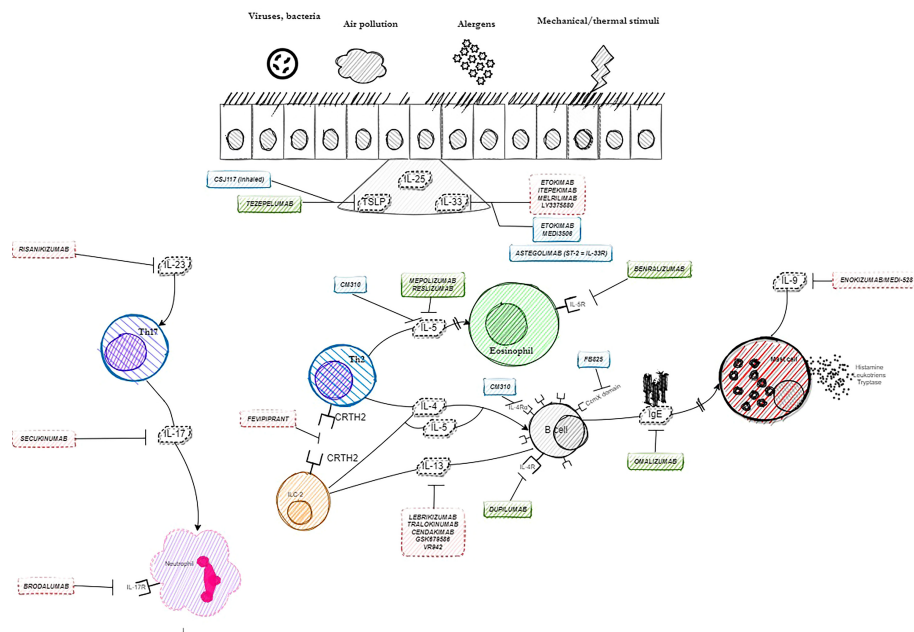 Viruses, bacteria
Air pollution
Alergens
Mechanical/thermal stimuli
CSJ117 (inhaled)
TEZEPELUMAB
IL-25
TSLP
IL-33
ETOKIMAB
ITEPEKIMAB
MELRILIMAB
LY3375880
ETOKIMAB
MEDI3506
ASTEGOLIMAB (ST-2 = IL-33R)
RISANIKIZUMAB
IL-23
Th17
SECUKINUMAB
IL-17
Neutrophil
BRODALUMAB
IL-17R
CM310
MEPOLIZUMAB
RESLIZUMAB
IL-5
Eosinophil
IL-5R
BENRALIZUMAB
Th2
CRTH2
FEVIPIPRANT
CRTH2
ILC-2
IL-4
IL-5
IL-13
LEBRIKIZUMAB
TRALOKINUMAB
CENDAKIMAB
GSK679586
VR942
CM310
IL-4Rα
FB825
CεmX domain
B cell
IL-4R
DUPILUMAB
IgE
OMALIZUMAB
IL-9
ENOKIZUMAB/MEDI-528
Mast cell
Histamine
Leukotriens
Tryptase